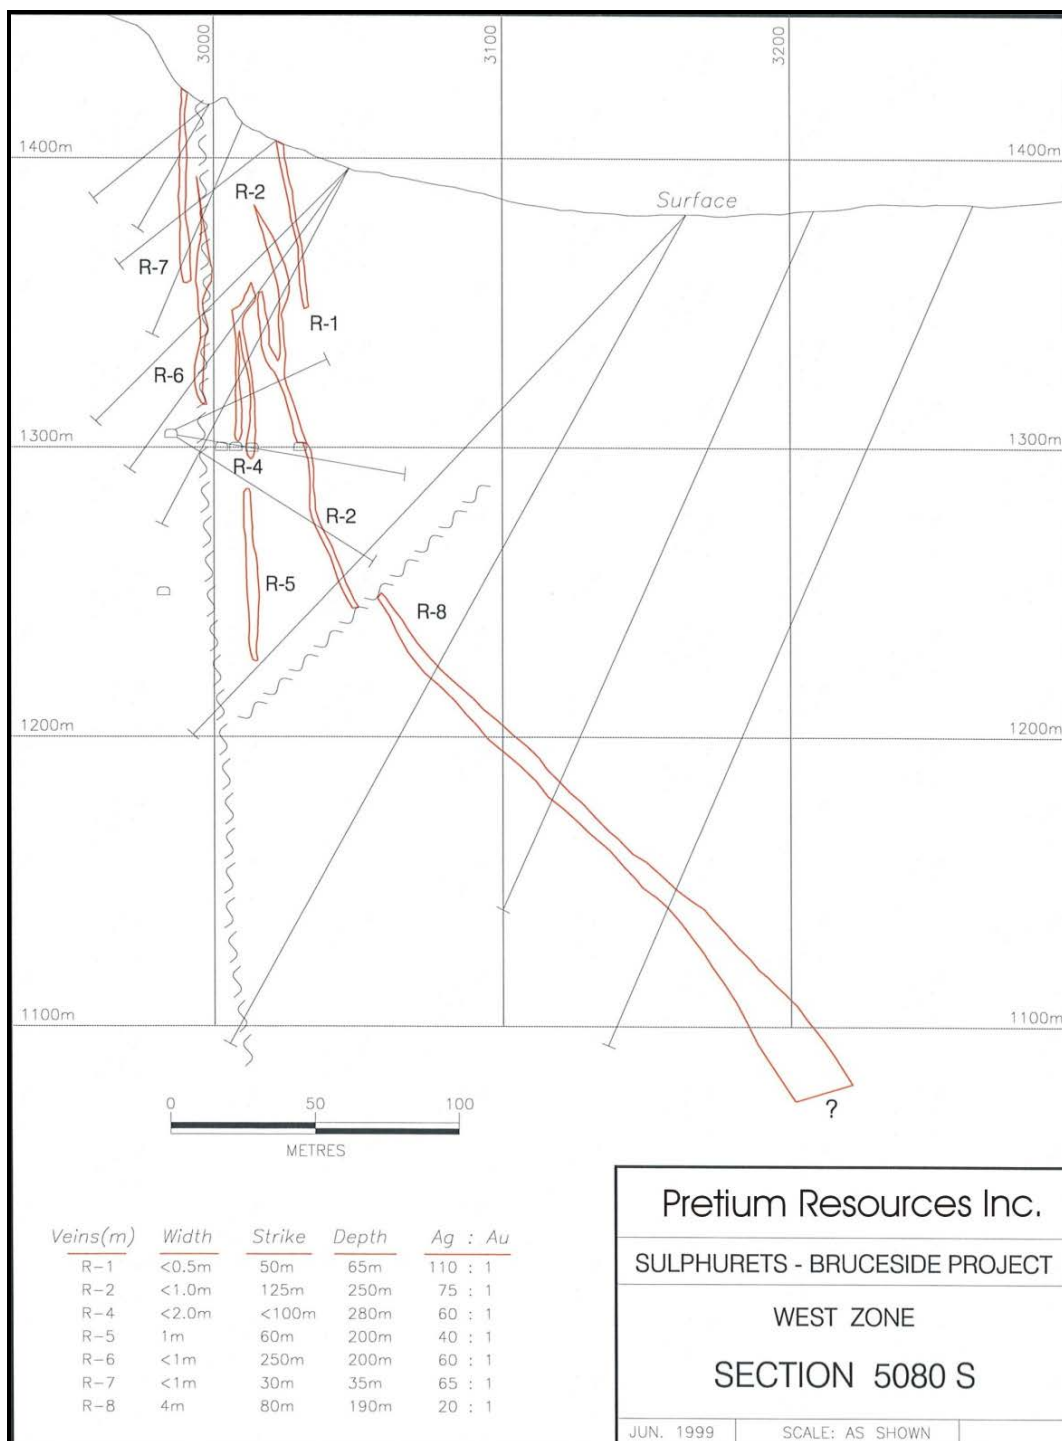 3000 3100 3200
1400m 1400m
Surface
R-2
R-7
R-1
R-6
1300m 1300m
R-4
R-2
D
R-5
R-8
1200m 1200m
1100m 1100m
?
0 50 100
METRES
Veins(m) Width Strike Depth Ag : Au
R-1 <0.5m 50m 65m 110 : 1
R-2 <1.0m 125m 250m 75 : 1
R-4 <2.0m <100m 280m 60 : 1
R-5 1m 60m 200m 40 : 1
R-6 <1m 250m 200m 60 : 1
R-7 <1m 30m 35m 65 : 1
R-8 4m 80m 190m 20 : 1
Pretium Resources Inc.
SULPHURETS - BRUCESIDE PROJECT
WEST ZONE
SECTION 5080 S
JUN. 1999 SCALE: AS SHOWN